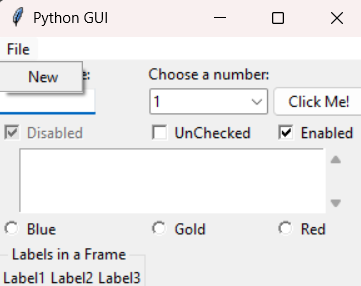 Python GUI
File
New
e:
Choose a number:
1
Click Me!
Disabled
UnChecked
Enabled
Blue
Gold
Red
Labels in a Frame
Label1 Label2 Label3